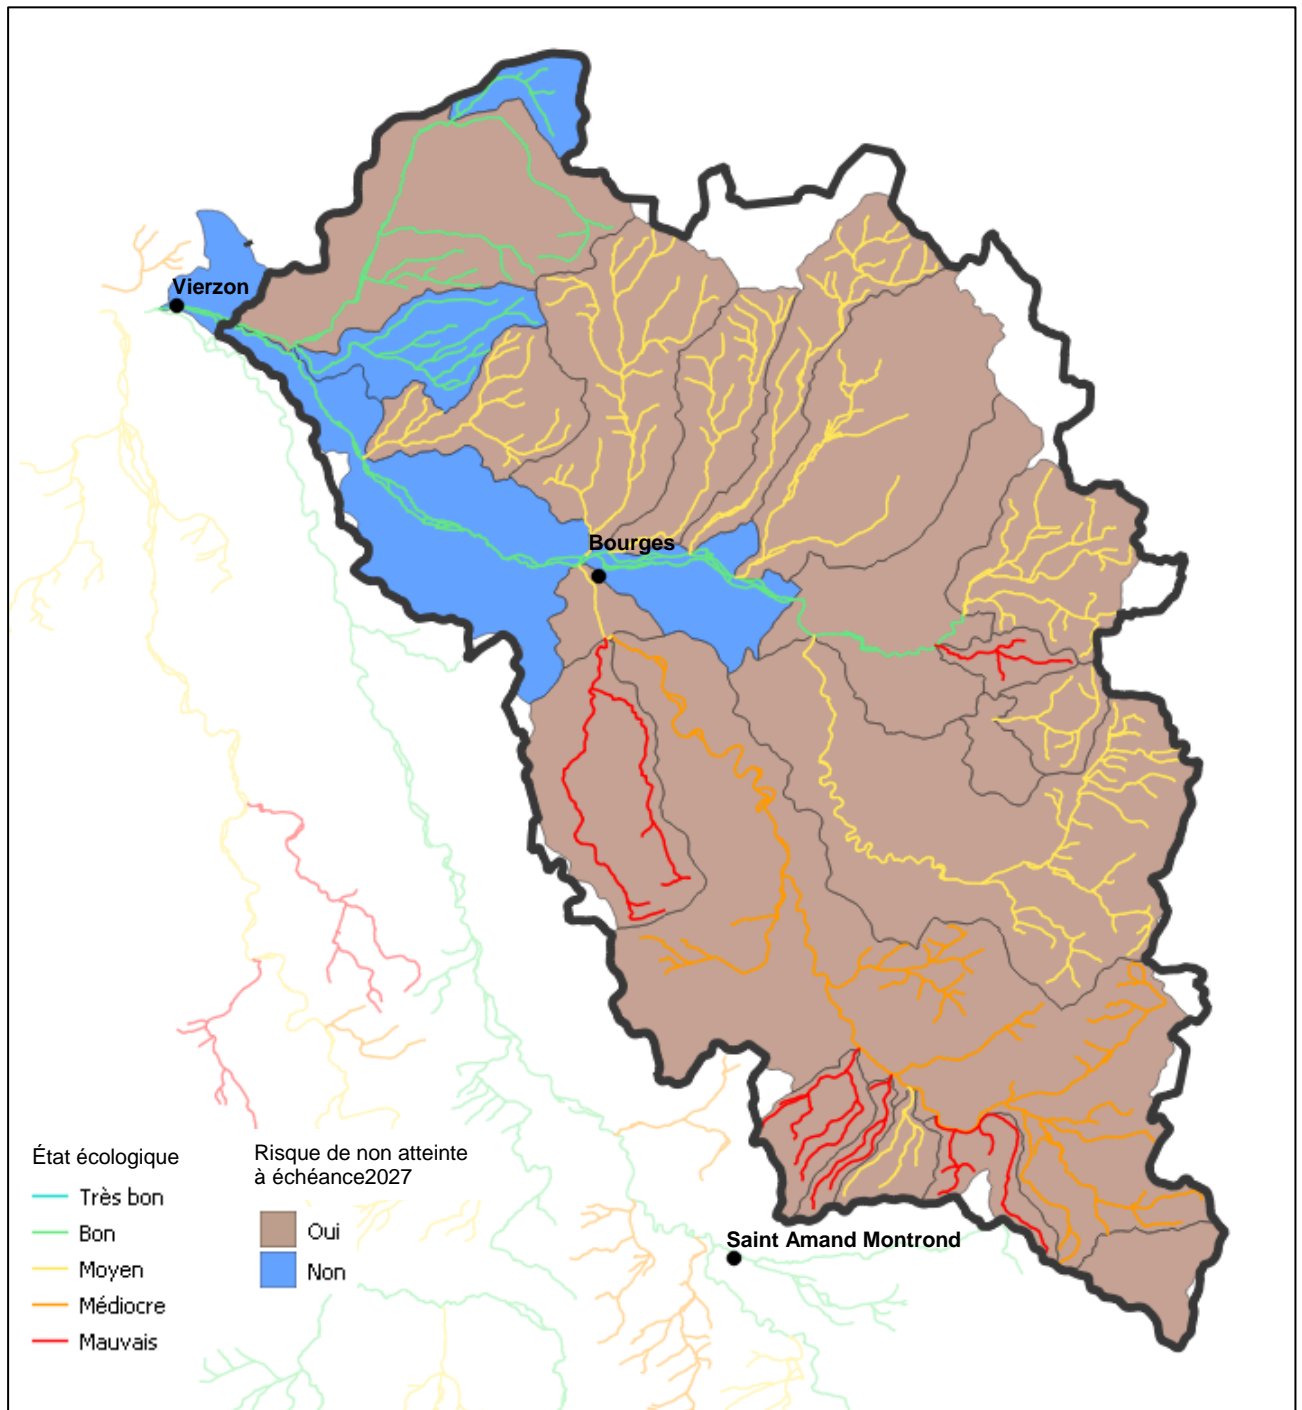 Vierzon
Bourges
Saint Amand Montrond
État écologique
Très bon
Bon
Moyen
Médiocre
Mauvais
Risque de non atteinte
à échéance2027
Oui
Non